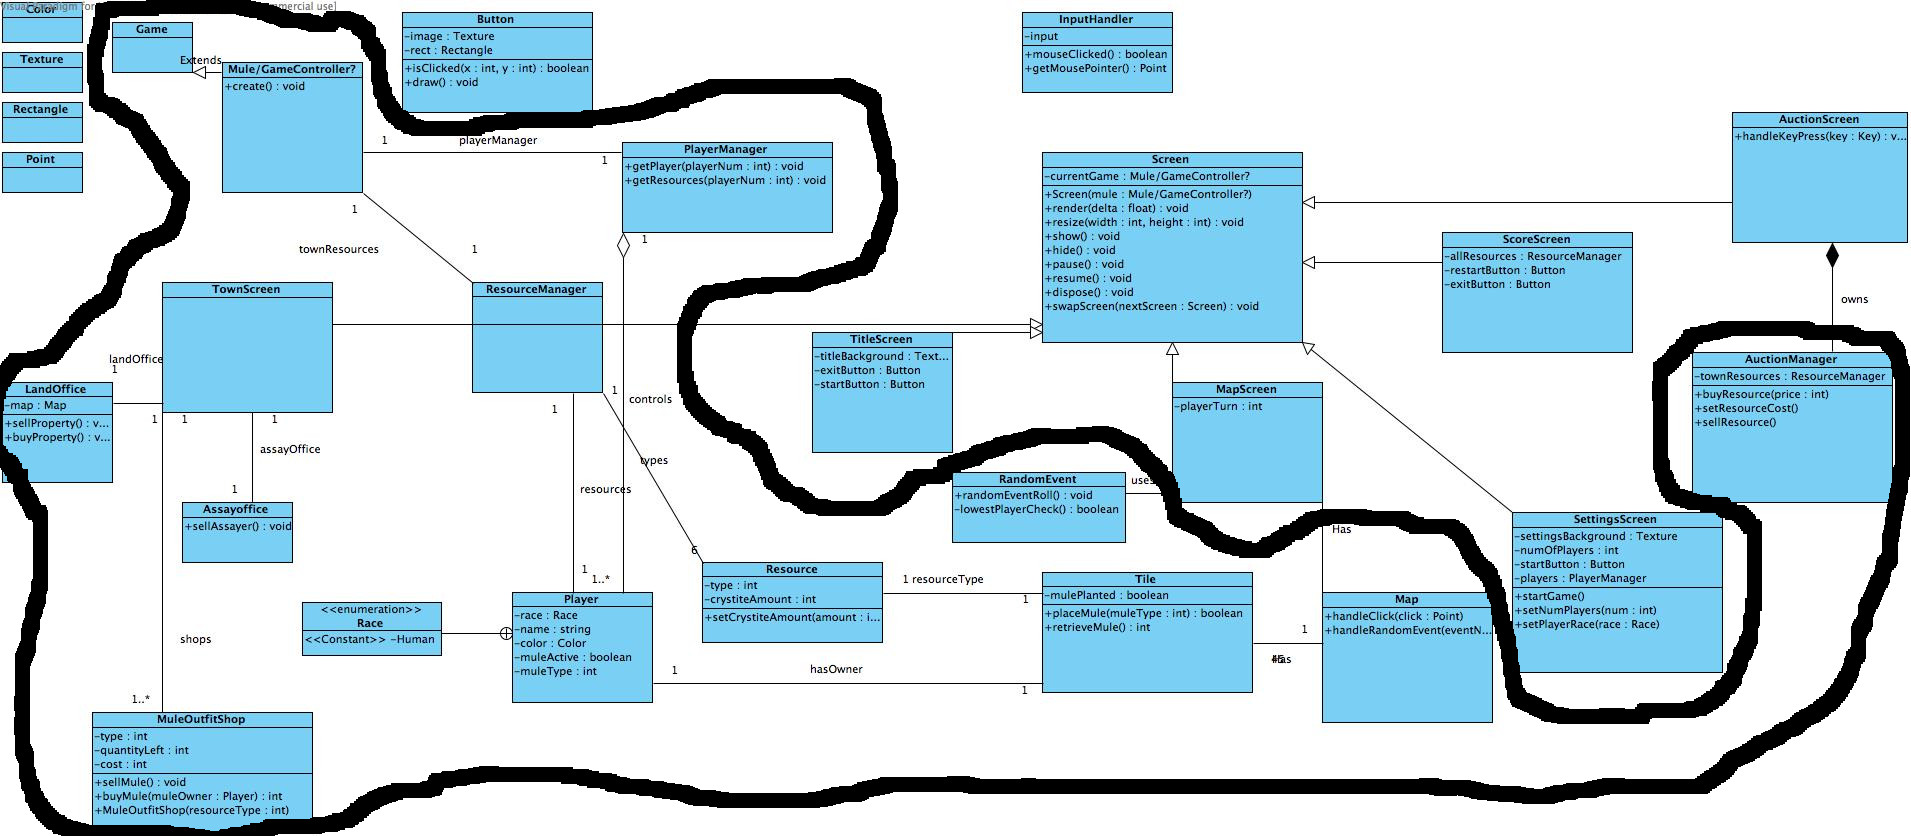 Visual Paradigm for
mmercial use]
Color
Texture
Rectangle
Point
Game
Extends
Mule/GameController?
+create() : void
Button
-image : Texture
-rect : Rectangle
+isClicked(x : int, y : int) : boolean
+draw() : void
InputHandler
-input
+mouseClicked() : boolean
+getMousePointer() : Point
AuctionScreen
+handleKeyPress(key : Key) : v...
1
playerManager
1
PlayerManager
+getPlayer(playerNum : int) : void
+getResources(playerNum : int) : void
1
Screen
-currentGame : Mule/GameController?
+Screen(mule : Mule/GameController?)
+render(delta : float) : void
+resize(width : int, height : int) : void
+show() : void
+hide() : void
+pause() : void
+resume() : void
+dispose() : void
+swapScreen(nextScreen : Screen) : void
ScoreScreen
-allResources : ResourceManager
-restartButton : Button
-exitButton : Button
owns
1
townResources
1
TownScreen
ResourceManager
TitleScreen
-titleBackground : Text...
-exitButton : Button
-startButton : Button
AuctionManager
-townResources : ResourceManager
+buyResource(price : int)
+setResourceCost()
+sellResource()
landOffice
1
LandOffice
-map : Map
+sellProperty() : v...
+buyProperty() : v...
1
1
1
assayOffice
1
Assayoffice
+sellAssayer() : void
MapScreen
-playerTurn : int
1
1
controls
types
resources
6
1
1..*
RandomEvent
+randomEventRoll() : void
-lowestPlayerCheck() : boolean
uses
Has
SettingsScreen
-settingsBackground : Texture
-numOfPlayers : int
-startButton : Button
-players : PlayerManager
+startGame()
+setNumPlayers(num : int)
+setPlayerRace(race : Race)
Resource
-type : int
-crystiteAmount : int
+setCrystiteAmount(amount : i...
1 resourceType
1
Tile
-mulePlanted : boolean
+placeMule(muleType : int) : boolean
+retrieveMule() : int
1
Has
Map
+handleClick(click : Point)
+handleRandomEvent(eventN...
<<enumeration>>
Race
<<Constant>> -Human
Player
-race : Race
-name : string
-color : Color
-muleActive : boolean
-muleType : int
1
hasOwner
1
shops
1..*
MuleOutfitShop
-type : int
-quantityLeft : int
-cost : int
+sellMule() : void
+buyMule(muleOwner : Player) : int
+MuleOutfitShop(resourceType : int)